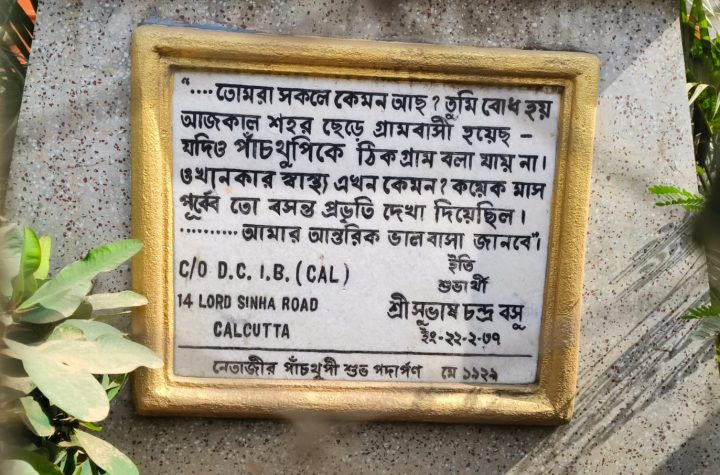 "....তোমরা সকলে কেমন আছ? তুমি বোধ হয়
আজকাল শহর ছেড়ে গ্রামবাসী হয়েছ –
যদিও পাঁচথুপিকে ঠিক গ্রাম বলা যায় না।
ওখানকার স্বাস্থ্য এখন কেমন? কয়েক মাস
পূর্ব্বে তো বসন্ত প্রভৃতি দেখা দিয়েছিল।
.......... আমার আন্তরিক ভালবাসা জানবে"।
ইতি
শুভার্থী
শ্রী সুভাষ চন্দ্র বসু
ইং-২২-২-৩৭
C/O D.C. I.B. (CAL)
14 LORD SINHA ROAD
CALCUTTA
নেতাজীর পাঁচথুপী শুভ পদার্পণ মে ১৯২৯